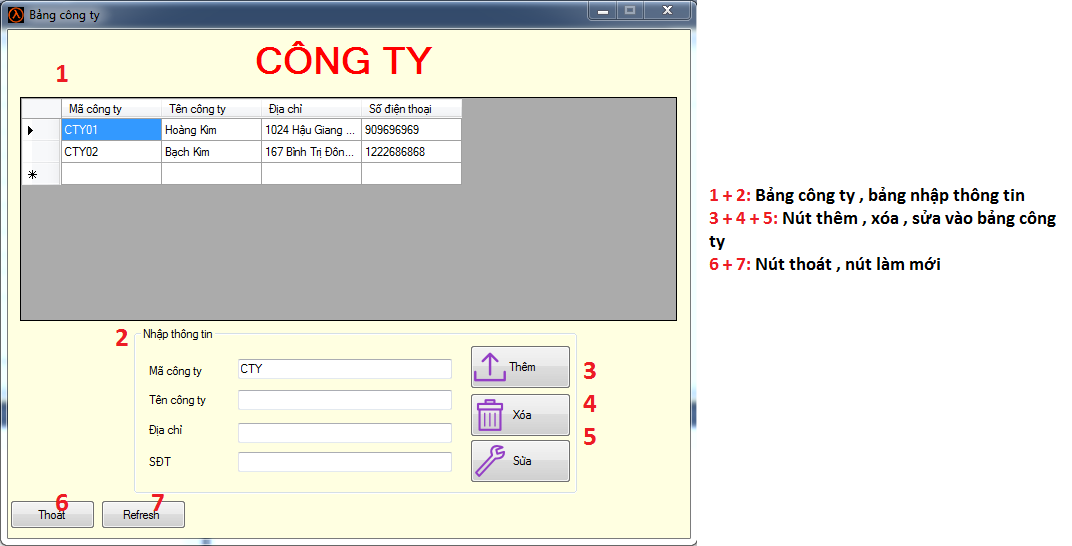 Bảng công ty
CÔNG TY
1
Mã công ty Tên công ty Địa chỉ Số điện thoại
CTY01 Hoàng Kim 1024 Hậu Giang ... 909696969
CTY02 Bạch Kim 167 Bình Trị Đôn... 1222686868
1 + 2: Bảng công ty , bảng nhập thông tin
3 + 4 + 5: Nút thêm , xóa , sửa vào bảng công
ty
6 + 7: Nút thoát , nút làm mới
2 Nhập thông tin
Mã công ty CTY Thêm 3
Tên công ty Xóa 4
Địa chỉ 5
SĐT Sửa
6 7
Thoát Refresh